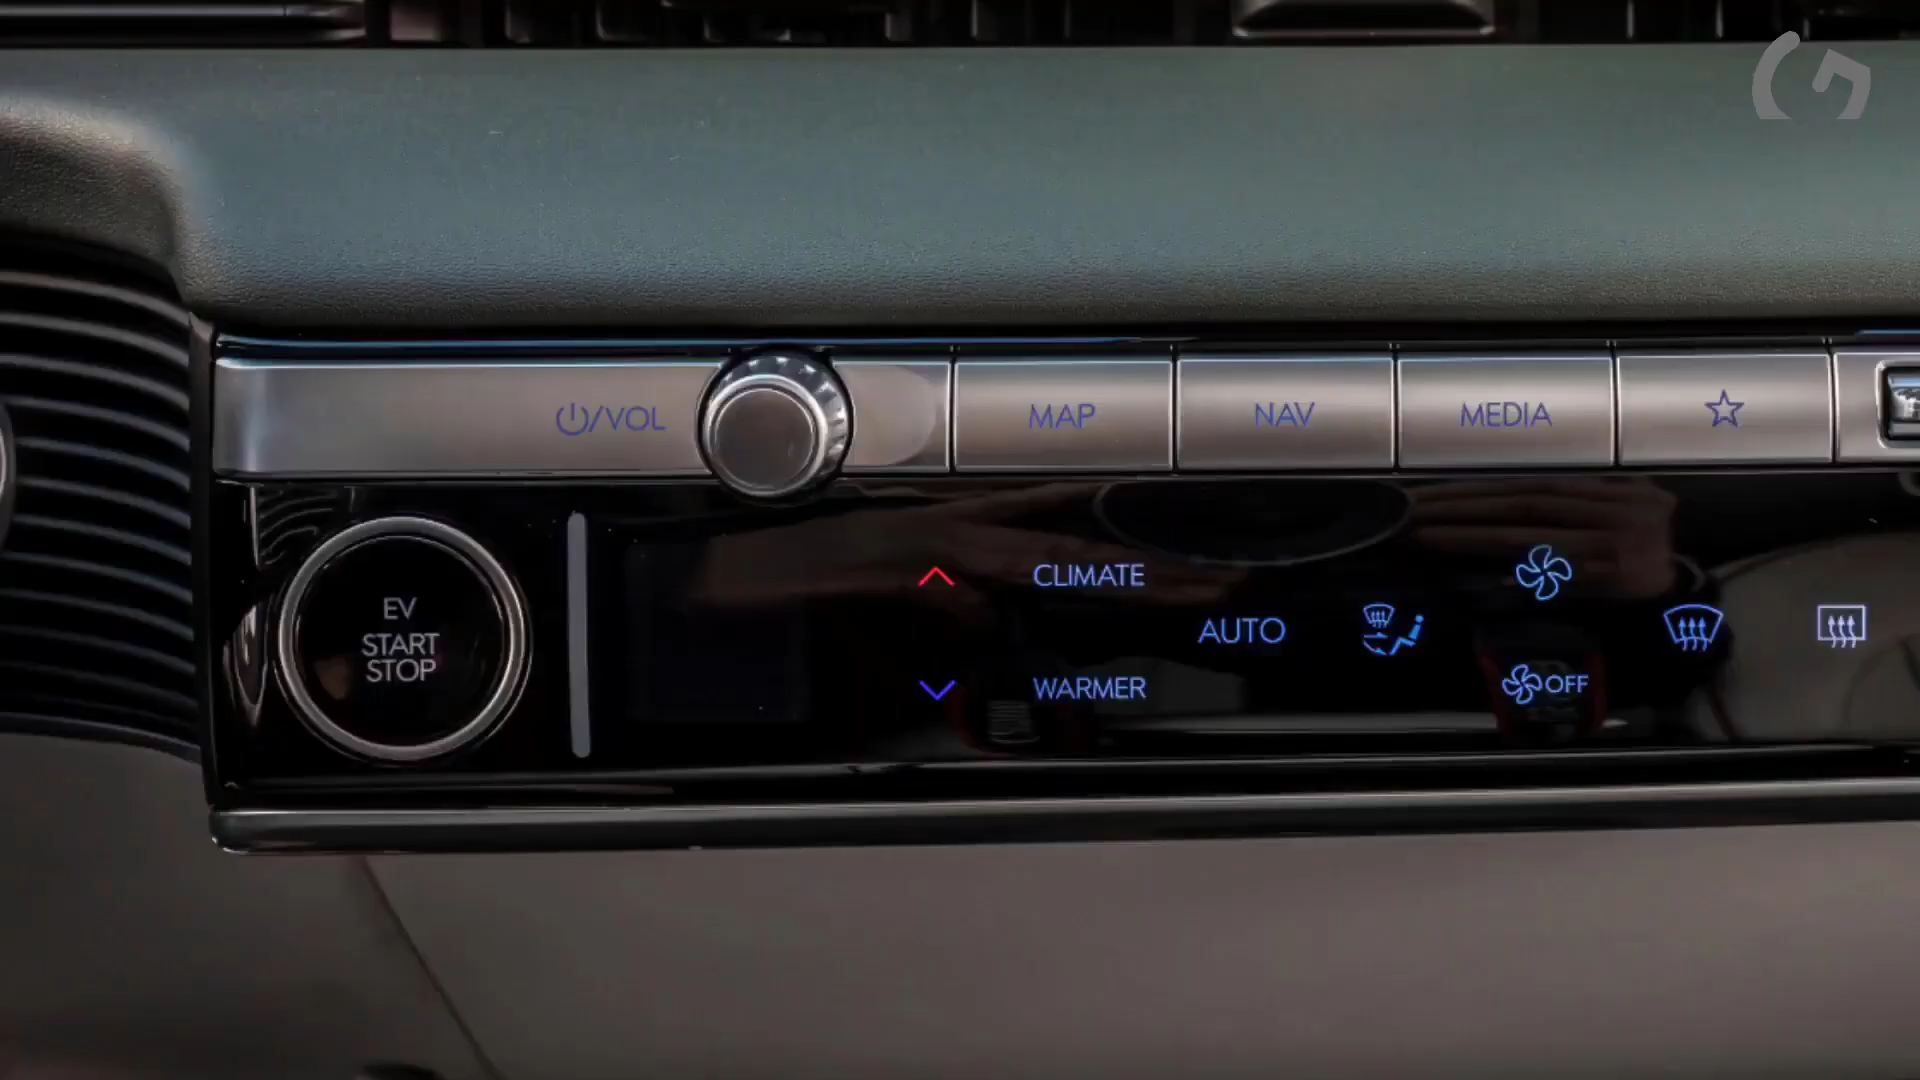 /VOL
MAP
NAV
MEDIA
EV
START
STOP
CLIMATE
AUTO
WARMER
OFF